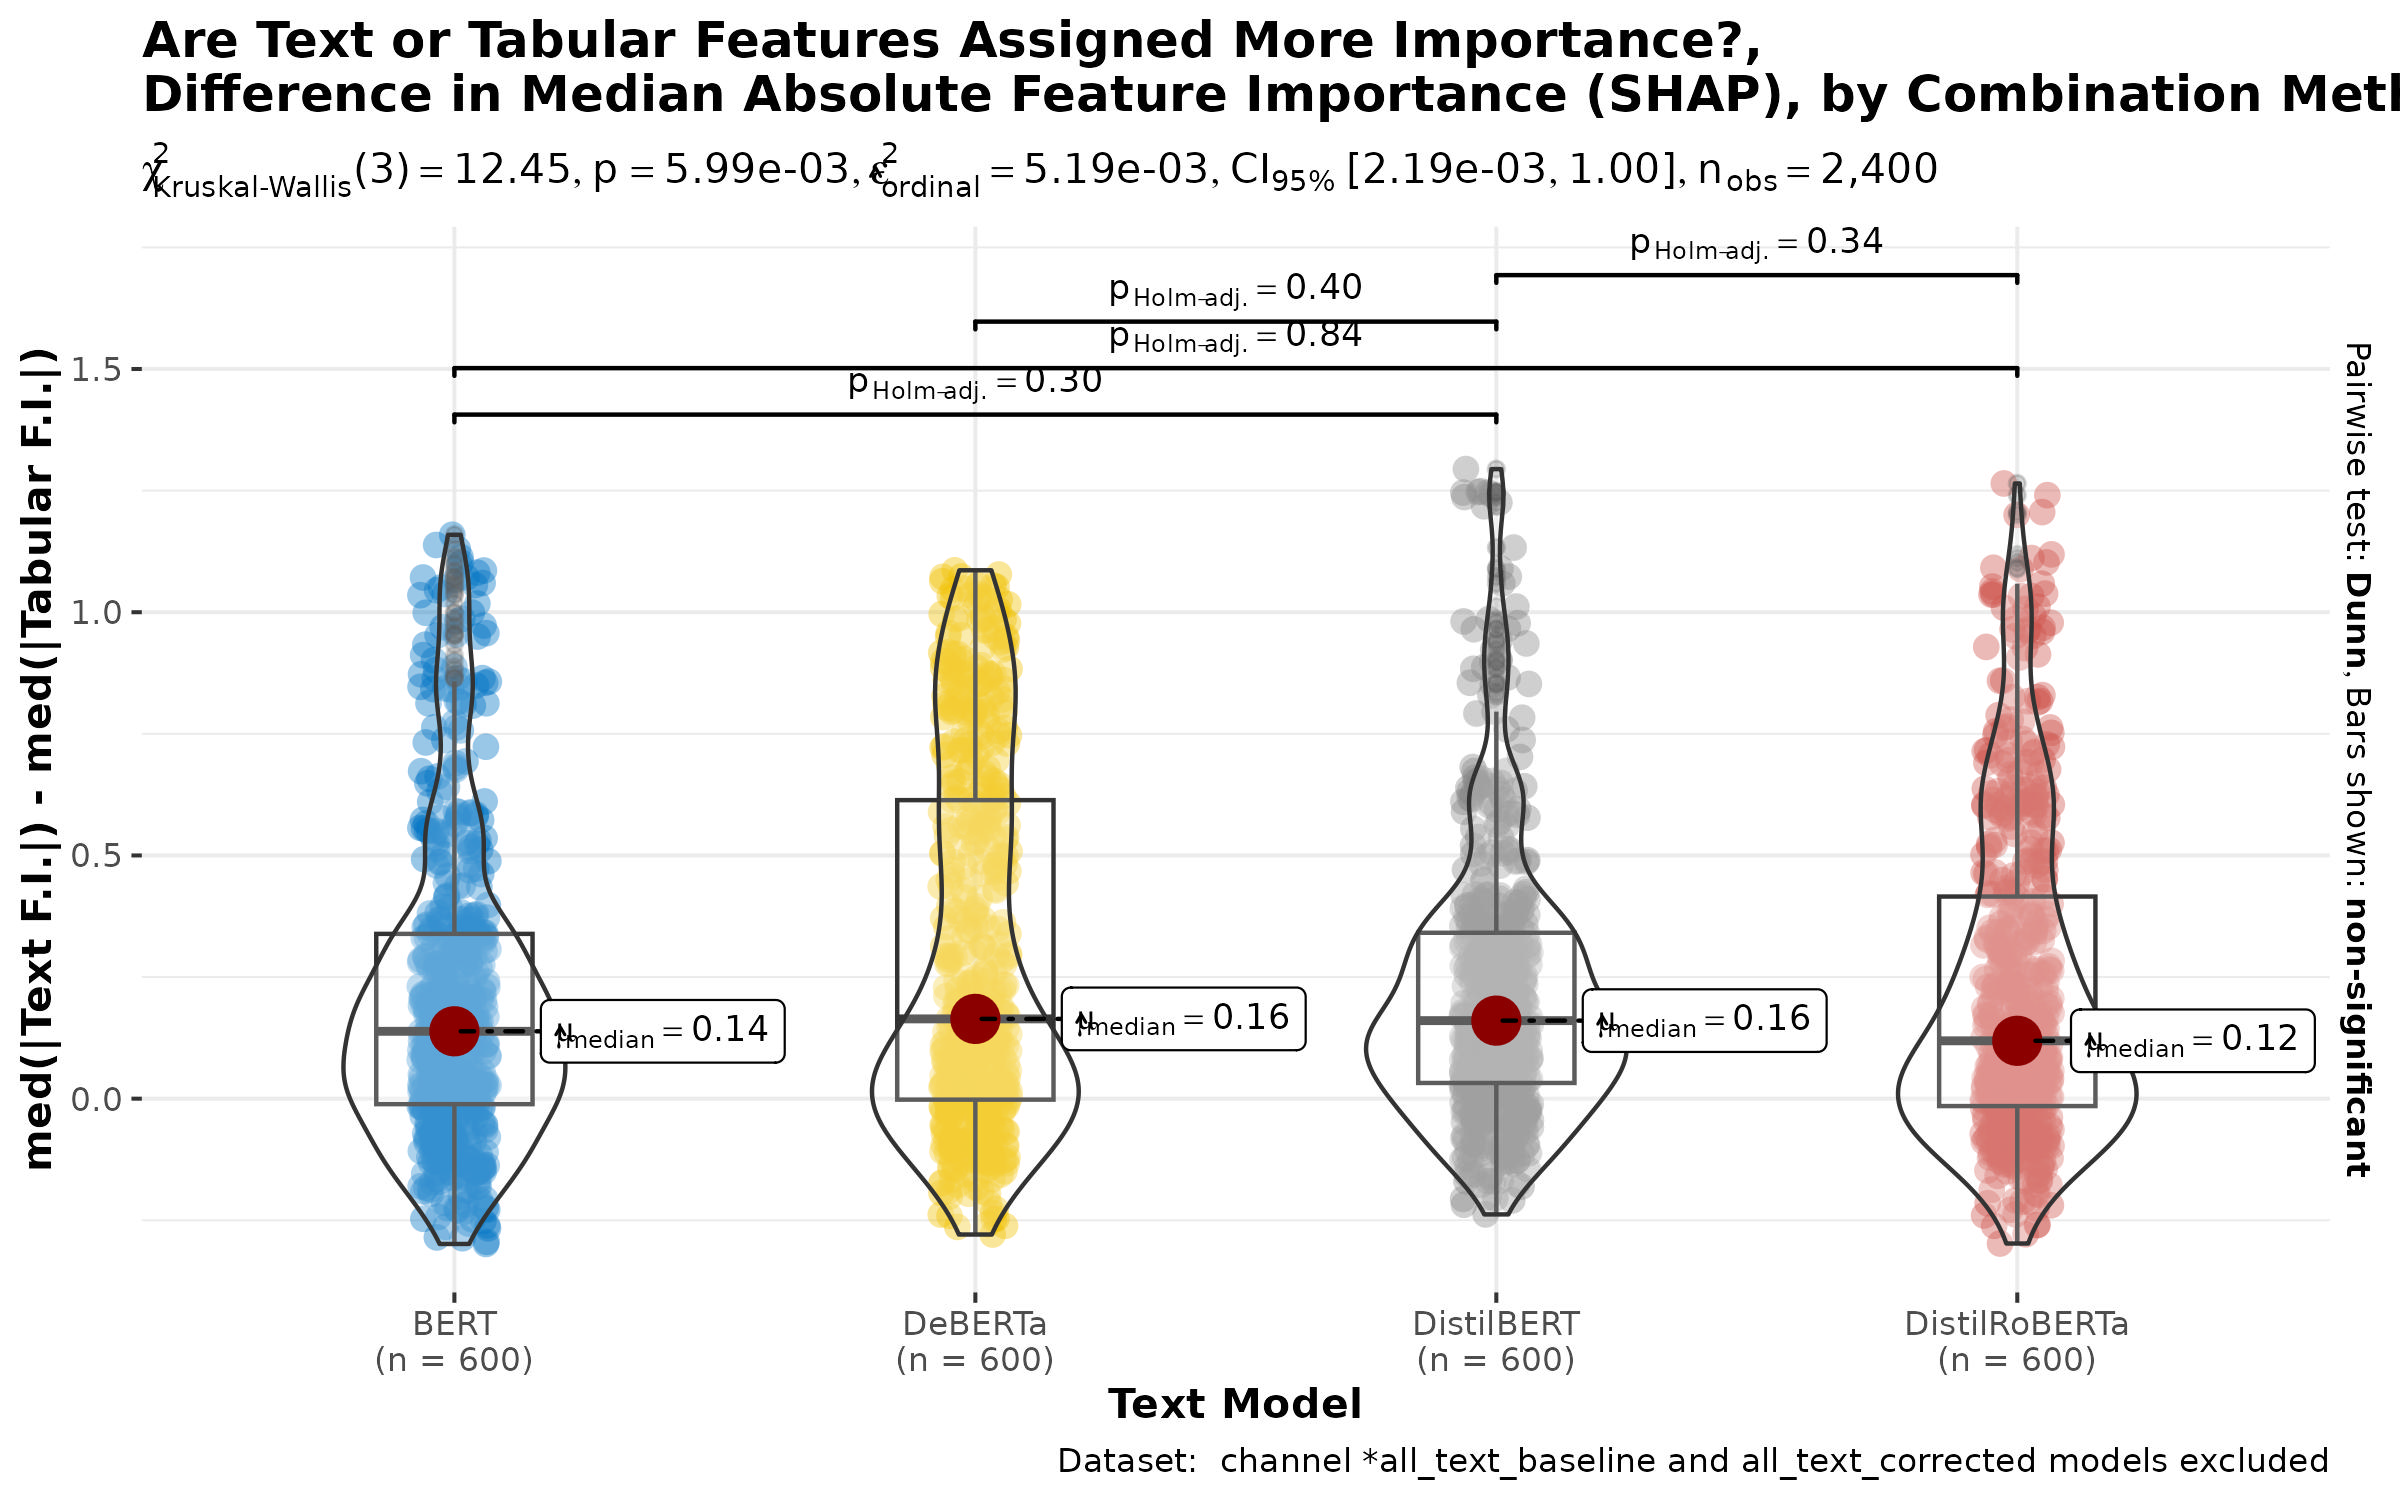 Are Text or Tabular Features Assigned More Importance?,
Difference in Median Absolute Feature Importance (SHAP), by Combination Meth
χ²Kruskal-Wallis(3) = 12.45, p = 5.99e-03, ε̂²ordinal = 5.19e-03, CI95% [2.19e-03, 1.00], nobs = 2,400
pHolm-adj. = 0.34
pHolm-adj. = 0.40
pHolm-adj. = 0.84
pHolm-adj. = 0.30
med(|Text F.I.|) - med(|Tabular F.I.|)
1.5
1.0
0.5
0.0
μ̂median = 0.14
μ̂median = 0.16
μ̂median = 0.16
μ̂median = 0.12
Pairwise test: Dunn, Bars shown: non-significant
BERT
(n = 600)
DeBERTa
(n = 600)
DistilBERT
(n = 600)
DistilRoBERTa
(n = 600)
Text Model
Dataset: channel *all_text_baseline and all_text_corrected models excluded